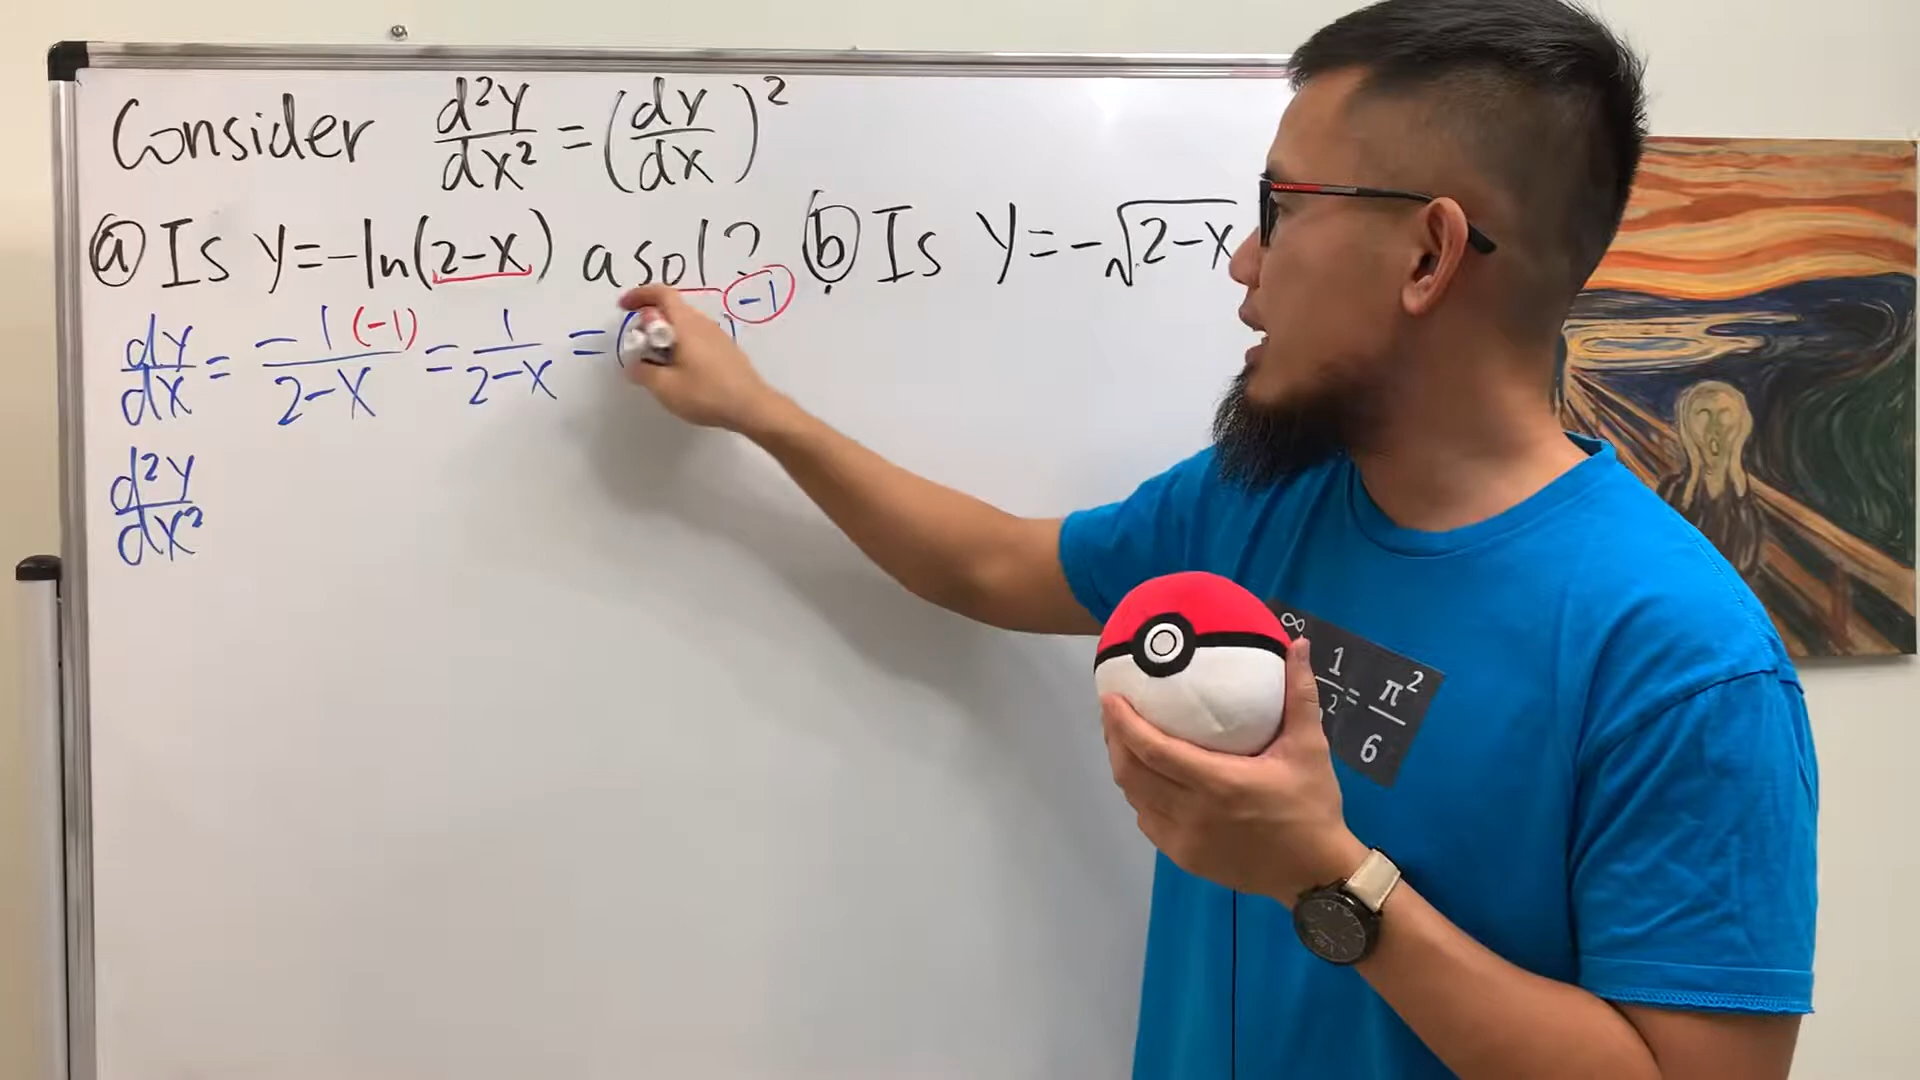 Consider d²y/dx² = (dy/dx)²
ⓐ Is y=-ln(2-x) a sol? ⓑ Is y=-√2-x
dy/dx = -1(-1)/2-x = 1/2-x = ( )⁻¹
d²y/dx²
∞ 1/n² = π²/6